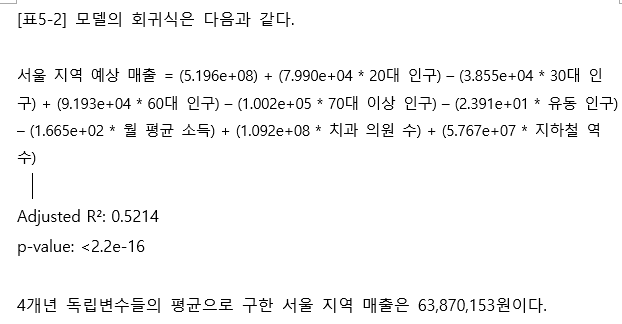 [표5-2] 모델의 회귀식은 다음과 같다.
서울 지역 예상 매출 = (5.196e+08) + (7.990e+04 * 20대 인구) – (3.855e+04 * 30대 인
구) + (9.193e+04 * 60대 인구) – (1.002e+05 * 70대 이상 인구) – (2.391e+01 * 유동 인구)
– (1.665e+02 * 월 평균 소득) + (1.092e+08 * 치과 의원 수) + (5.767e+07 * 지하철 역
수)
Adjusted R²: 0.5214
p-value: <2.2e-16
4개년 독립변수들의 평균으로 구한 서울 지역 매출은 63,870,153원이다.